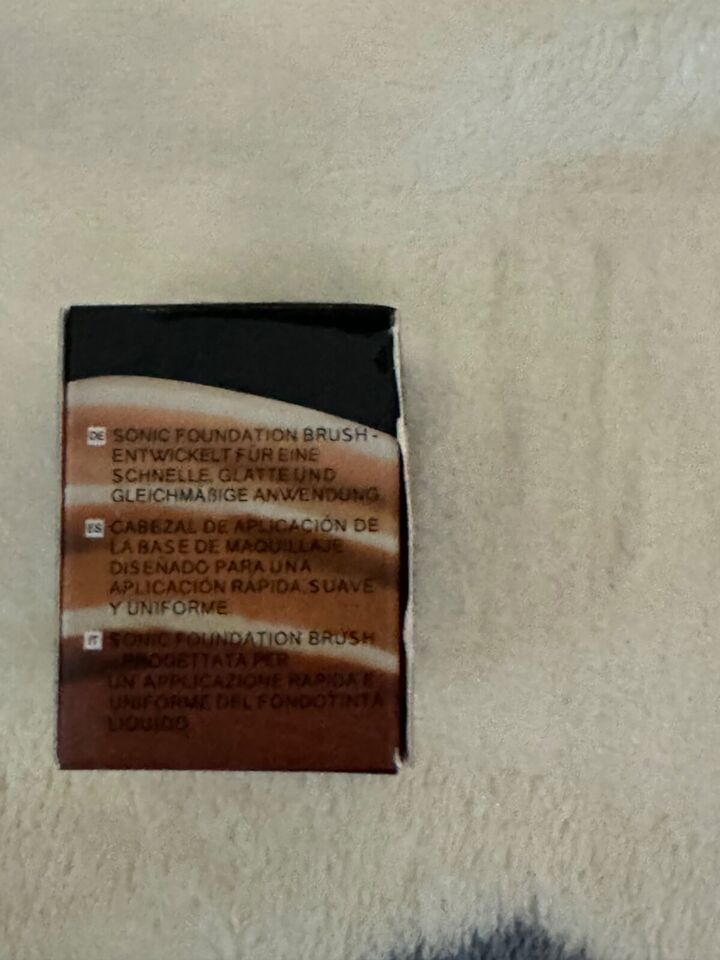 DE SONIC FOUNDATION BRUSH -
ENTWICKELT FÜR EINE
SCHNELLE, GLATTE UND
GLEICHMÄßIGE ANWENDUNG
ES CABEZAL DE APLICACIÓN DE
LA BASE DE MAQUILLAJE
DISEÑADO PARA UNA
APLICACIÓN RÁPIDA, SUAVE
Y UNIFORME
IT SONIC FOUNDATION BRUSH
- PROGETTATA PER
UN'APPLICAZIONE RAPIDA E
UNIFORME DEL FONDOTINTA
LIQUIDO